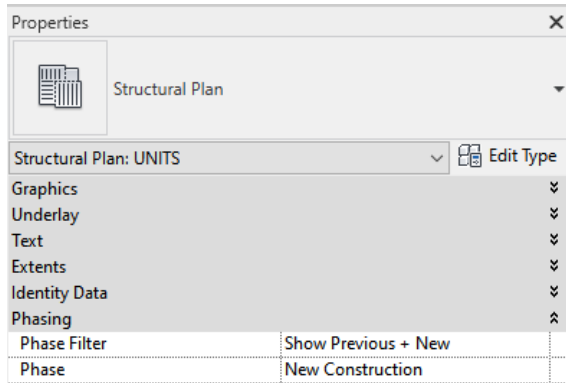 Properties
Structural Plan
Structural Plan: UNITS Edit Type
Graphics
Underlay
Text
Extents
Identity Data
Phasing
Phase Filter Show Previous + New
Phase New Construction